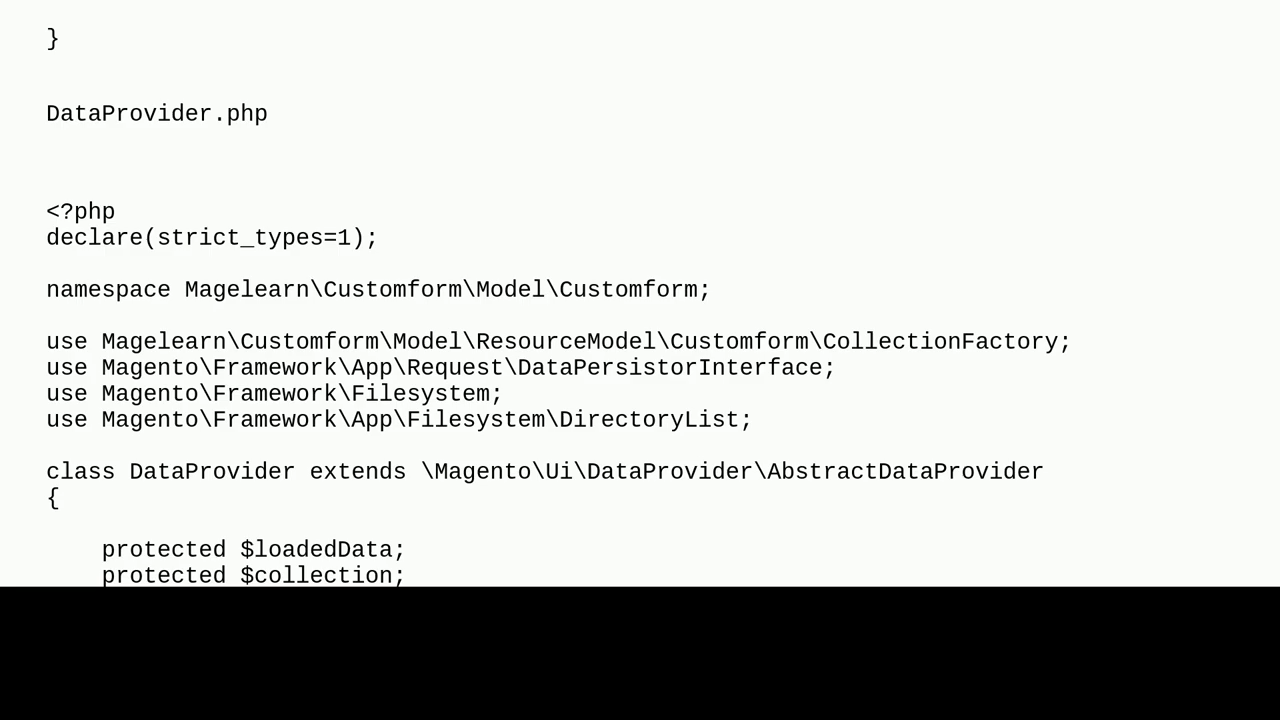 }
DataProvider.php
<?php
declare(strict_types=1);
namespace Magelearn\Customform\Model\Customform;
use Magelearn\Customform\Model\ResourceModel\Customform\CollectionFactory;
use Magento\Framework\App\Request\DataPersistorInterface;
use Magento\Framework\Filesystem;
use Magento\Framework\App\Filesystem\DirectoryList;
class DataProvider extends \Magento\Ui\DataProvider\AbstractDataProvider
{
    protected $loadedData;
    protected $collection;